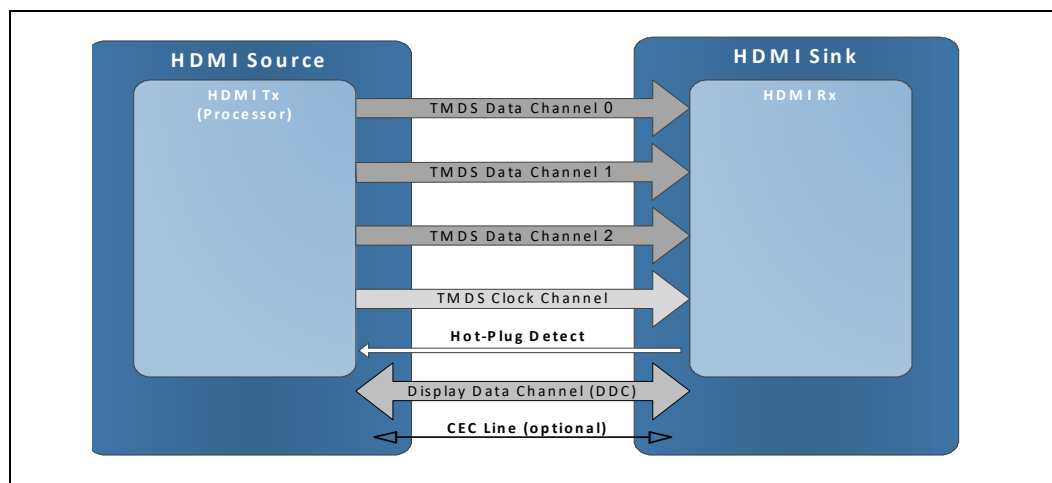 HDMI Source
HDMI Sink
HDMI Tx
(Processor)
HDMI Rx
TMDS Data Channel 0
TMDS Data Channel 1
TMDS Data Channel 2
TMDS Clock Channel
Hot-Plug Detect
Display Data Channel (DDC)
CEC Line (optional)